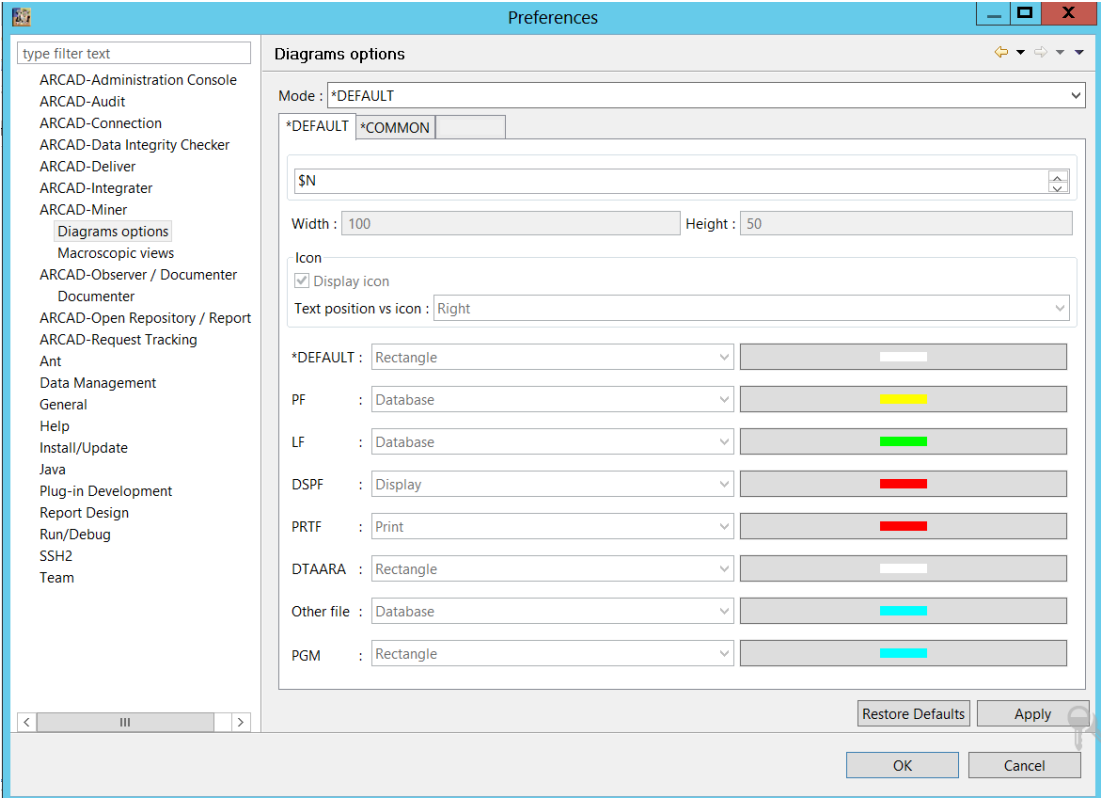 Preferences
X
type filter text
ARCAD-Administration Console
ARCAD-Audit
ARCAD-Connection
ARCAD-Data Integrity Checker
ARCAD-Deliver
ARCAD-Integrater
ARCAD-Miner
Diagrams options
Macroscopic views
ARCAD-Observer / Documenter
Documenter
ARCAD-Open Repository / Report
ARCAD-Request Tracking
Ant
Data Management
General
Help
Install/Update
Java
Plug-in Development
Report Design
Run/Debug
SSH2
Team
Diagrams options
Mode : *DEFAULT
*DEFAULT *COMMON
$N
Width : 100 Height : 50
Icon
Display icon
Text position vs icon : Right
*DEFAULT : Rectangle
PF : Database
LF : Database
DSPF : Display
PRTF : Print
DTAARA : Rectangle
Other file : Database
PGM : Rectangle
Restore Defaults Apply
OK Cancel